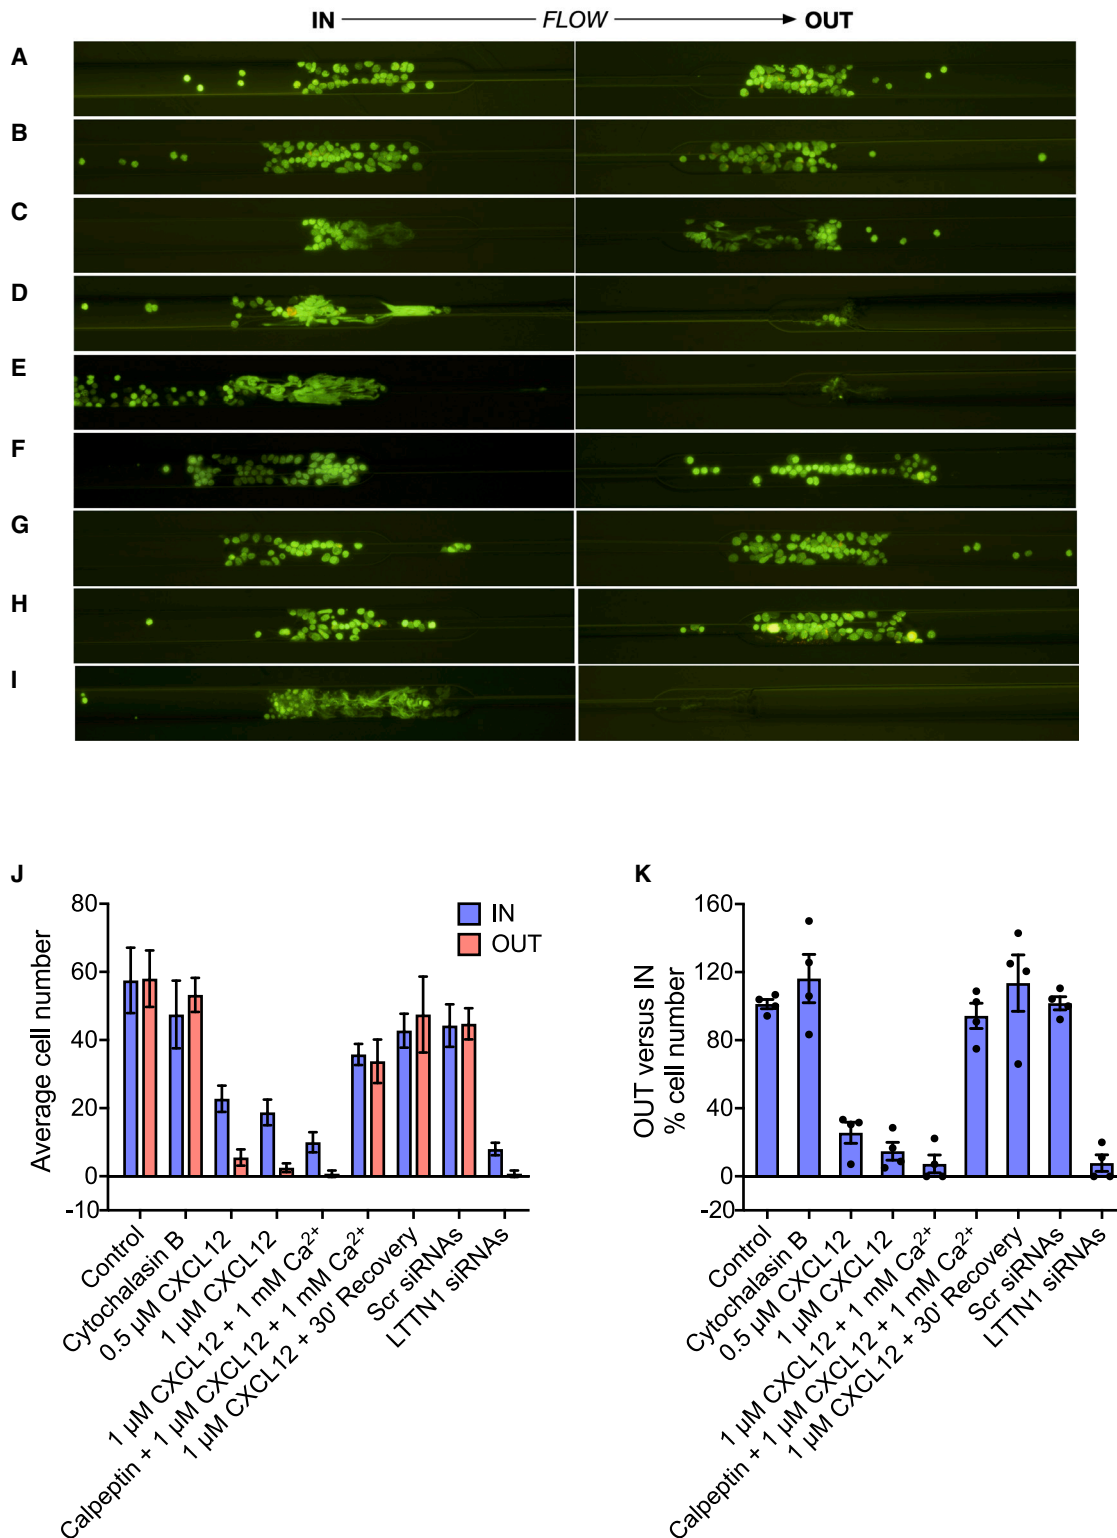 IN FLOW OUT
A
B
C
D
E
F
G
H
I
J
80
60
40
20
0
-10
Average cell number
IN
OUT
Control
Cytochalasin B
0.5 µM CXCL12
1 µM CXCL12
1 µM CXCL12 + 1 mM Ca²⁺
Calpeptin + 1 µM CXCL12 + 1 mM Ca²⁺
1 µM CXCL12 + 30' Recovery
Scr siRNAs
LTTN1 siRNAs
K
160
120
80
40
0
-20
OUT versus IN
% cell number
Control
Cytochalasin B
0.5 µM CXCL12
1 µM CXCL12
1 µM CXCL12 + 1 mM Ca²⁺
Calpeptin + 1 µM CXCL12 + 1 mM Ca²⁺
1 µM CXCL12 + 30' Recovery
Scr siRNAs
LTTN1 siRNAs